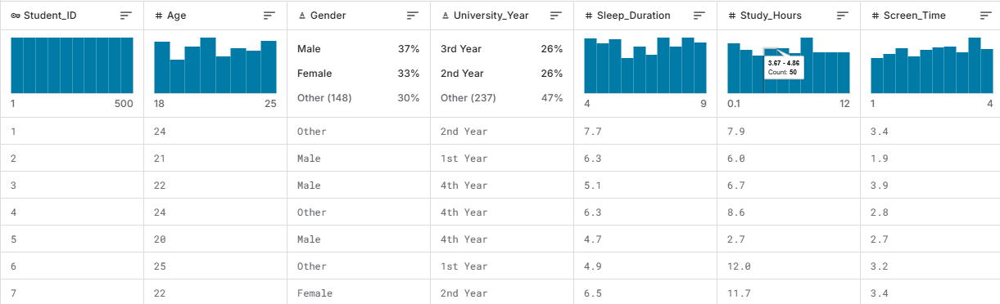 Student_ID # Age Gender University_Year # Sleep_Duration # Study_Hours # Screen_Time
Male 37% 3rd Year 26%
3.67 - 4.86
Count: 50
Female 33% 2nd Year 26%
Other (148) 30% Other (237) 47%
1 500 18 25 4 9 0.1 12 1 4
1 24 Other 2nd Year 7.7 7.9 3.4
2 21 Male 1st Year 6.3 6.0 1.9
3 22 Male 4th Year 5.1 6.7 3.9
4 24 Other 4th Year 6.3 8.6 2.8
5 20 Male 4th Year 4.7 2.7 2.7
6 25 Other 1st Year 4.9 12.0 3.2
7 22 Female 2nd Year 6.5 11.7 3.4